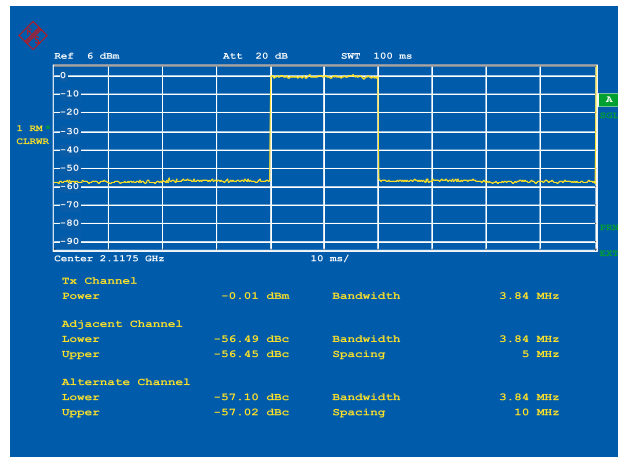 Ref 6 dBm Att 20 dB SWT 100 ms
-0
-10
A
-20
SGL
1 RM *
-30
CLRWR
-40
-50
-60
-70
-80
PRN
-90
EXT
Center 2.1175 GHz 10 ms/
Tx Channel
Power -0.01 dBm Bandwidth 3.84 MHz
Adjacent Channel
Lower -56.49 dBc Bandwidth 3.84 MHz
Upper -56.45 dBc Spacing 5 MHz
Alternate Channel
Lower -57.10 dBc Bandwidth 3.84 MHz
Upper -57.02 dBc Spacing 10 MHz